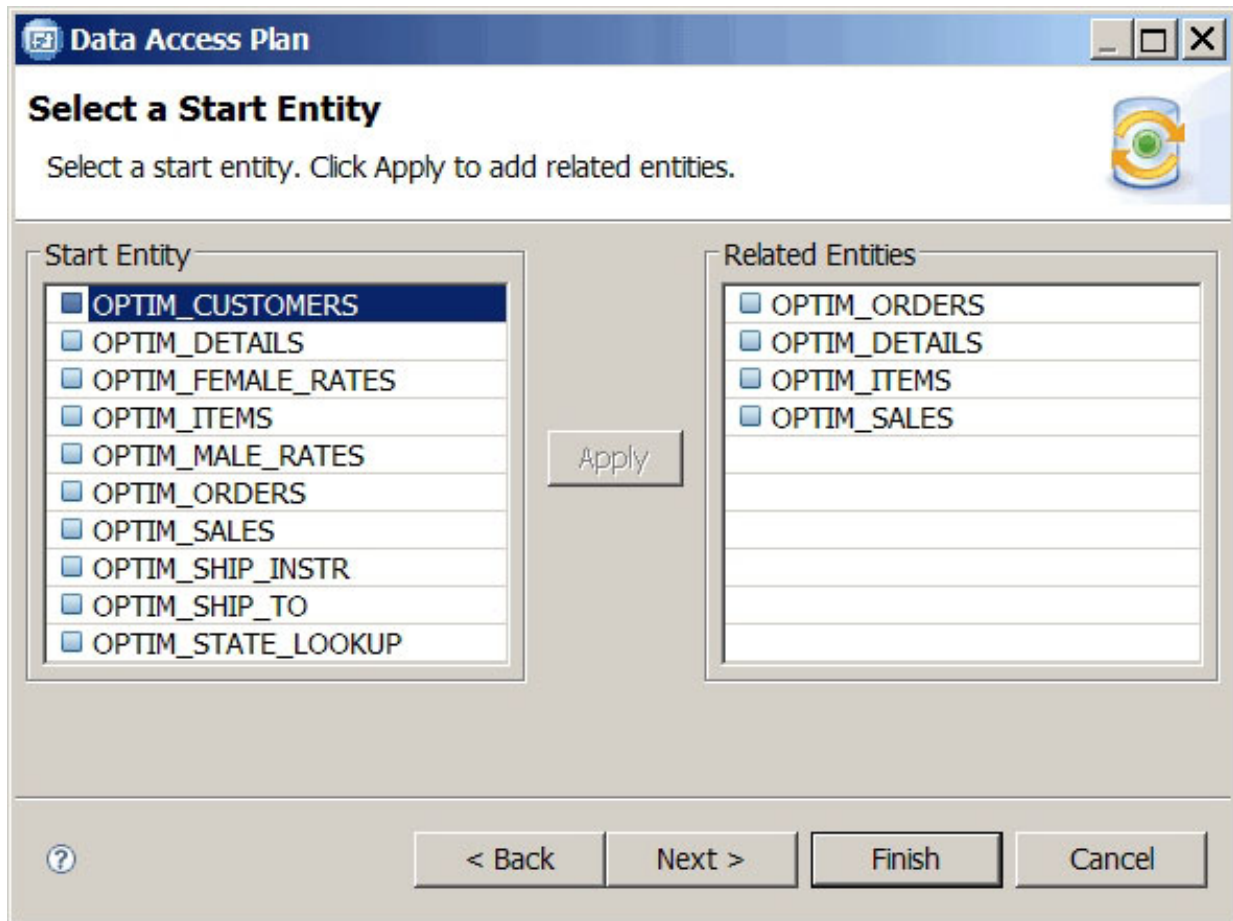 Data Access Plan
Select a Start Entity
Select a start entity. Click Apply to add related entities.
Start Entity
OPTIM_CUSTOMERS
OPTIM_DETAILS
OPTIM_FEMALE_RATES
OPTIM_ITEMS
OPTIM_MALE_RATES
OPTIM_ORDERS
OPTIM_SALES
OPTIM_SHIP_INSTR
OPTIM_SHIP_TO
OPTIM_STATE_LOOKUP
Apply
Related Entities
OPTIM_ORDERS
OPTIM_DETAILS
OPTIM_ITEMS
OPTIM_SALES
? < Back Next > Finish Cancel